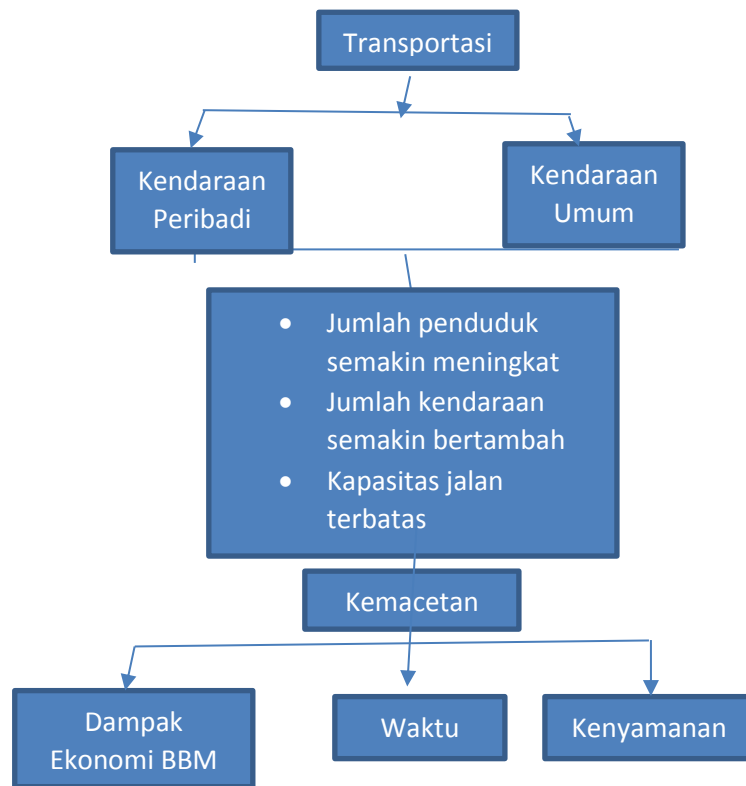 Transportasi
Kendaraan
Peribadi
Kendaraan
Umum
• Jumlah penduduk
semakin meningkat
• Jumlah kendaraan
semakin bertambah
• Kapasitas jalan
terbatas
Kemacetan
Dampak
Ekonomi BBM
Waktu
Kenyamanan